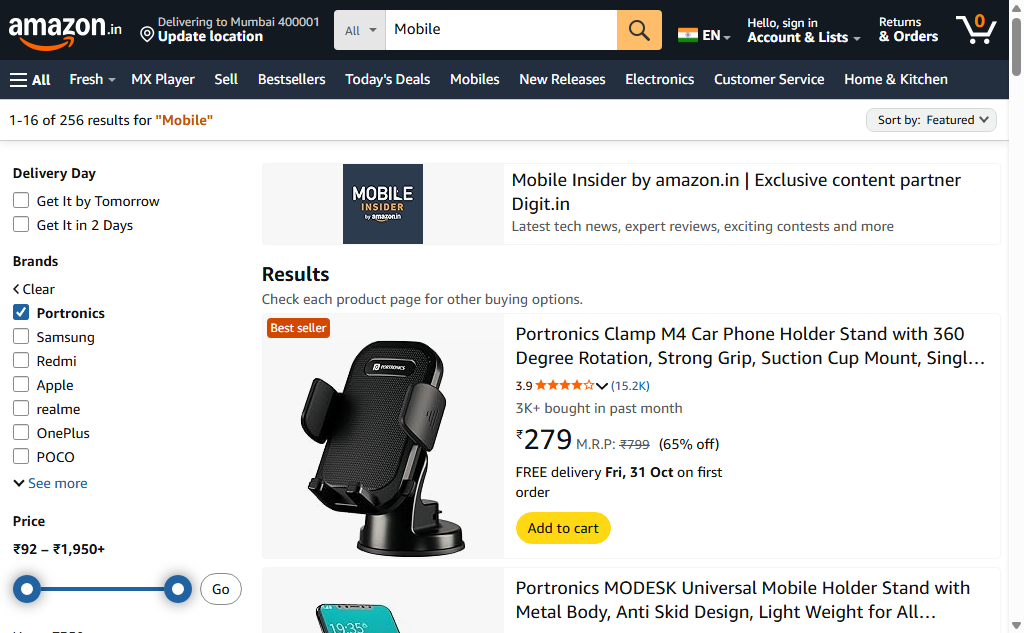 amazon.in
Delivering to Mumbai 400001
Update location
All
Mobile
EN
Hello, sign in
Account & Lists
Returns
& Orders
0
All
Fresh
MX Player
Sell
Bestsellers
Today's Deals
Mobiles
New Releases
Electronics
Customer Service
Home & Kitchen
1-16 of 256 results for "Mobile"
Sort by: Featured
Delivery Day
Get It by Tomorrow
Get It in 2 Days
Brands
Clear
Portronics
Samsung
Redmi
Apple
realme
OnePlus
POCO
See more
Price
₹92 – ₹1,950+
Go
MOBILE
INSIDER
by amazon.in
Mobile Insider by amazon.in | Exclusive content partner
Digit.in
Latest tech news, expert reviews, exciting contests and more
Results
Check each product page for other buying options.
Best seller
PORTRONICS
Portronics Clamp M4 Car Phone Holder Stand with 360
Degree Rotation, Strong Grip, Suction Cup Mount, Singl...
3.9 (15.2K)
3K+ bought in past month
₹279 M.R.P: ₹799 (65% off)
FREE delivery Fri, 31 Oct on first
order
Add to cart
19:35
Portronics MODESK Universal Mobile Holder Stand with
Metal Body, Anti Skid Design, Light Weight for All...